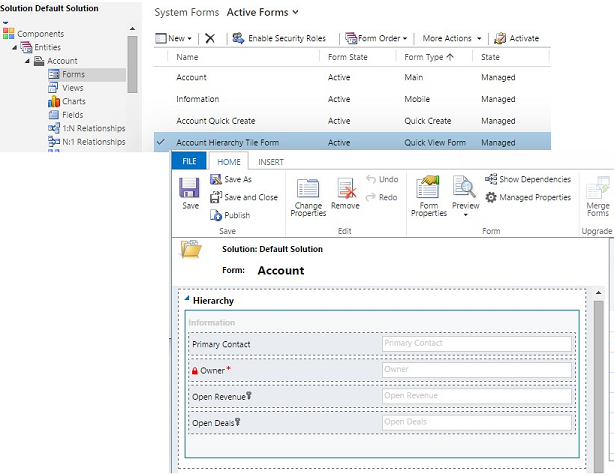 Solution Default Solution
System Forms Active Forms
Components
Entities
Account
Forms
Views
Charts
Fields
1:N Relationships
N:1 Relationships
New Enable Security Roles Form Order More Actions Activate
Name Form State Form Type State
Account Active Main Managed
Information Active Mobile Managed
Account Quick Create Active Quick Create Managed
Account Hierarchy Tile Form Active Quick View Form Managed
FILE HOME INSERT
Save
Save As
Save and Close
Publish
Save
Change Properties
Remove
Undo
Redo
Edit
Form Properties
Preview
Show Dependencies
Managed Properties
Form
Merge Forms
Upgrade
Solution: Default Solution
Form: Account
Hierarchy
Information
Primary Contact Primary Contact
Owner * Owner
Open Revenue Open Revenue
Open Deals Open Deals